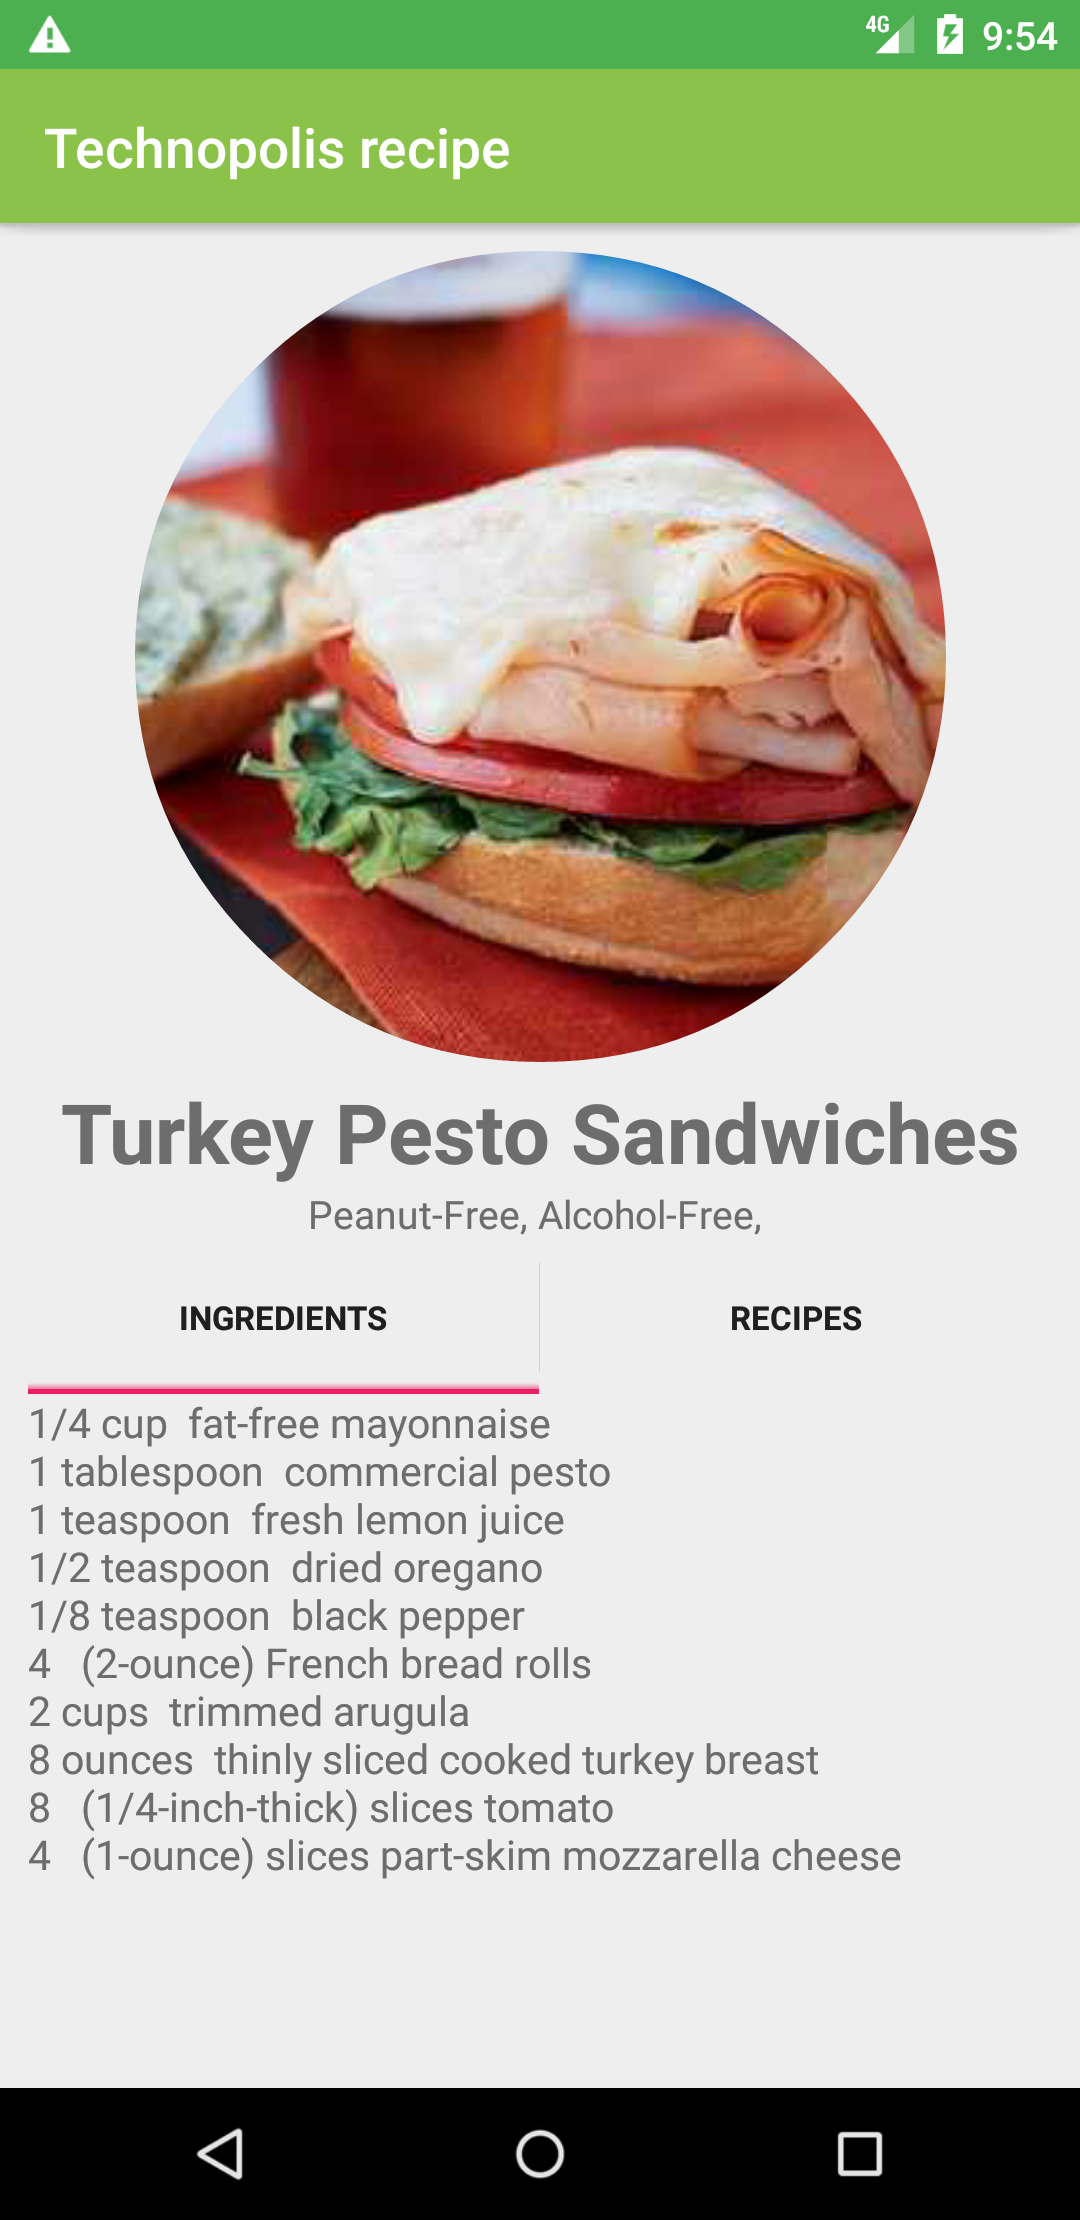 4G 9:54
Technopolis recipe
Turkey Pesto Sandwiches
Peanut-Free, Alcohol-Free,
INGREDIENTS RECIPES
1/4 cup  fat-free mayonnaise
1 tablespoon  commercial pesto
1 teaspoon  fresh lemon juice
1/2 teaspoon  dried oregano
1/8 teaspoon  black pepper
4   (2-ounce) French bread rolls
2 cups  trimmed arugula
8 ounces  thinly sliced cooked turkey breast
8   (1/4-inch-thick) slices tomato
4   (1-ounce) slices part-skim mozzarella cheese